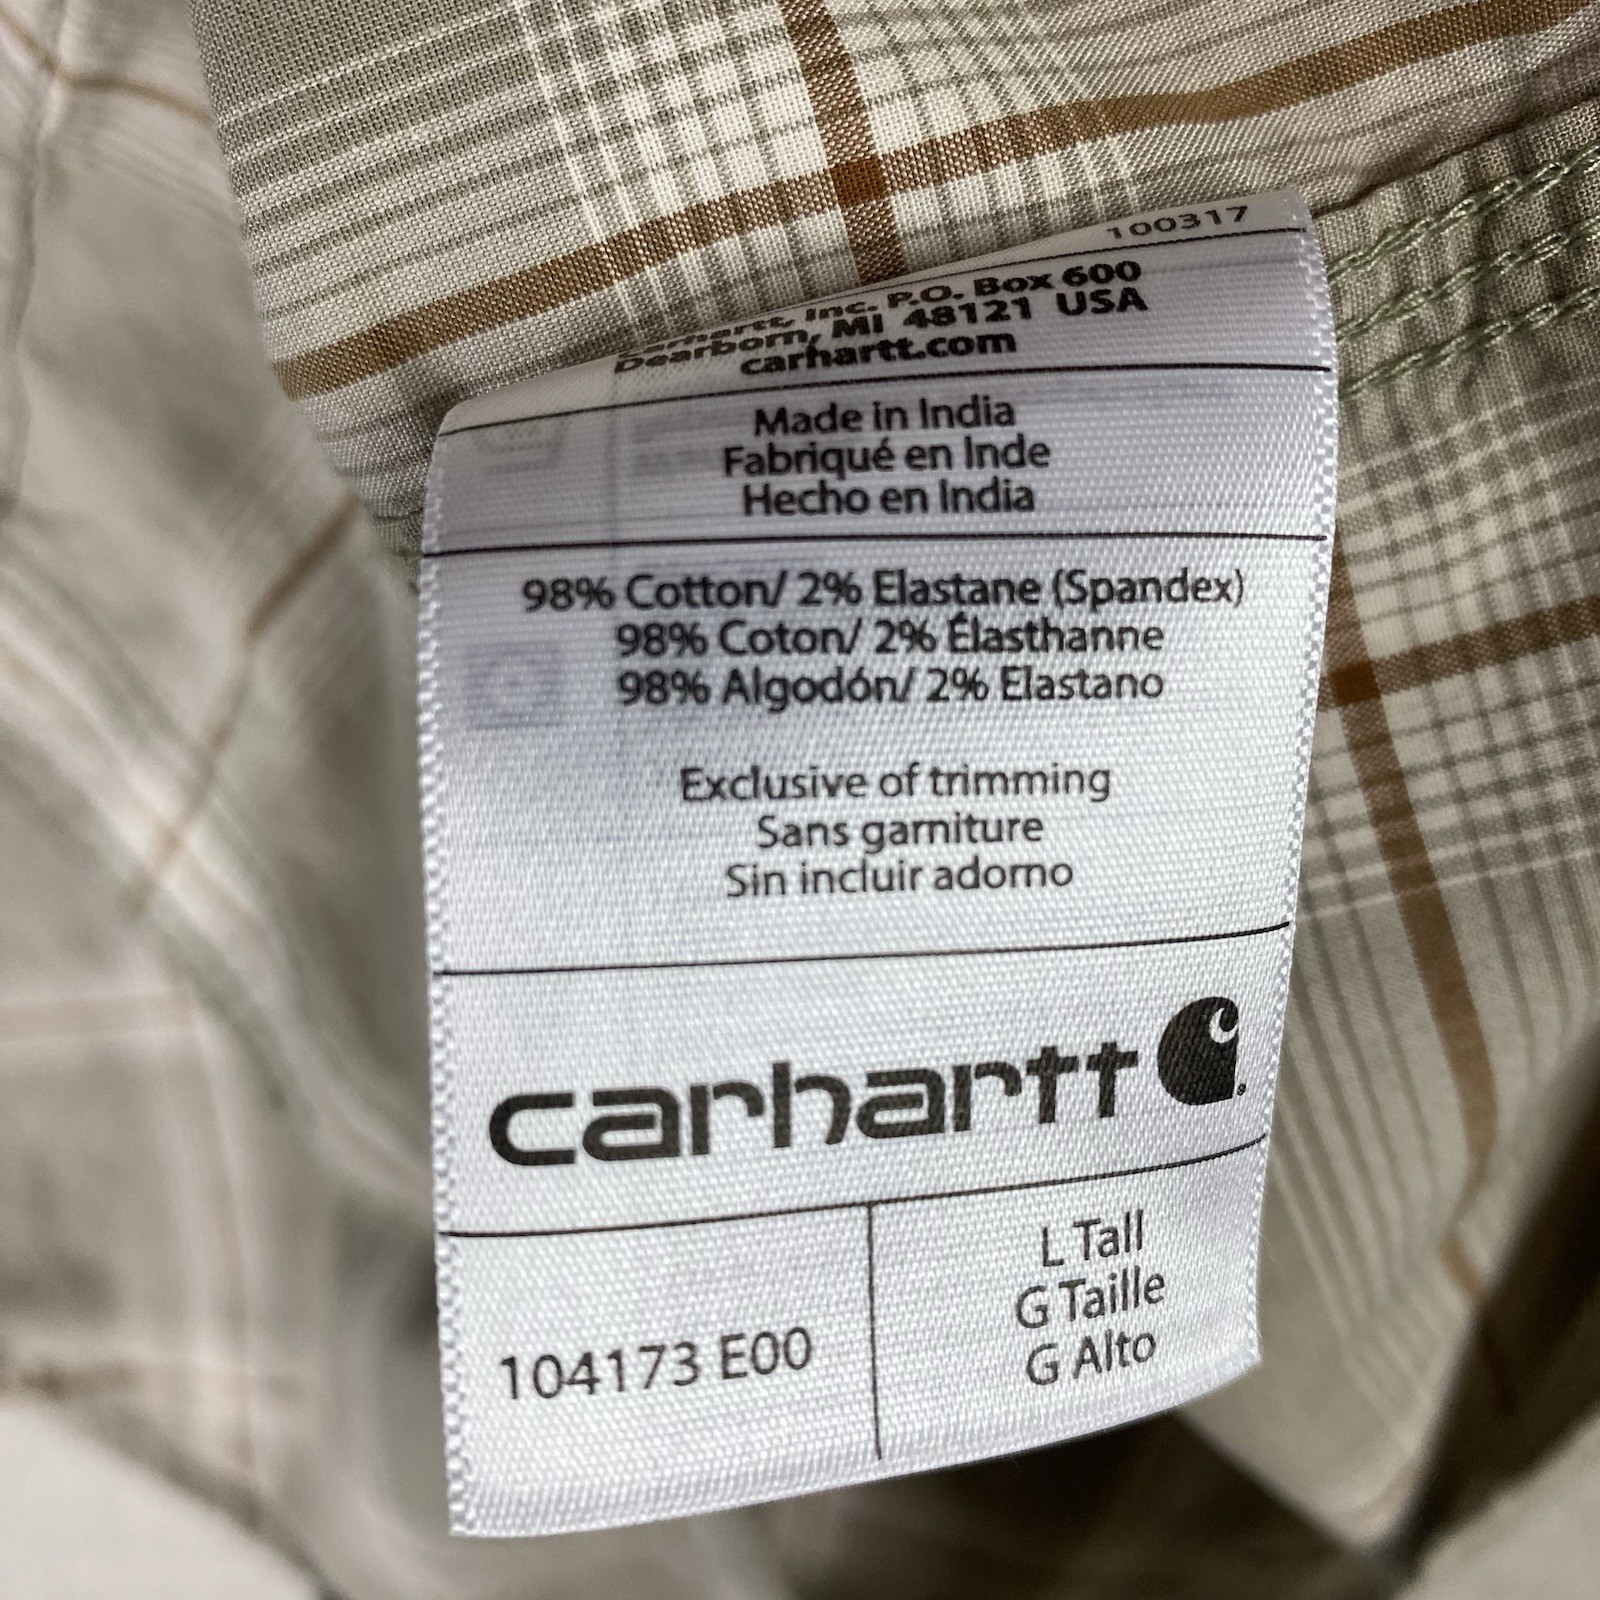 100317
Carhartt, Inc. P.O. Box 600
Dearborn, MI 48121 USA
carhartt.com
Made in India
Fabriqué en Inde
Hecho en India
98% Cotton/ 2% Elastane (Spandex)
98% Coton/ 2% Élasthanne
98% Algodón/ 2% Elastano
Exclusive of trimming
Sans garniture
Sin incluir adorno
carhartt
104173 E00
L Tall
G Taille
G Alto